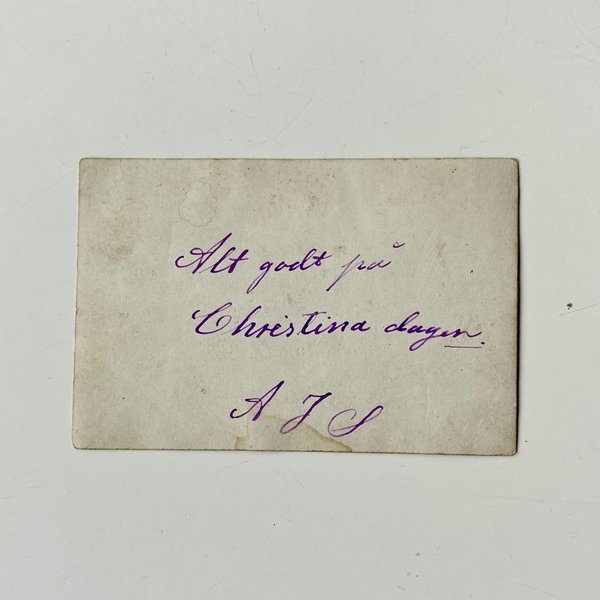 Alt godt på
Christina dagen.
A J S